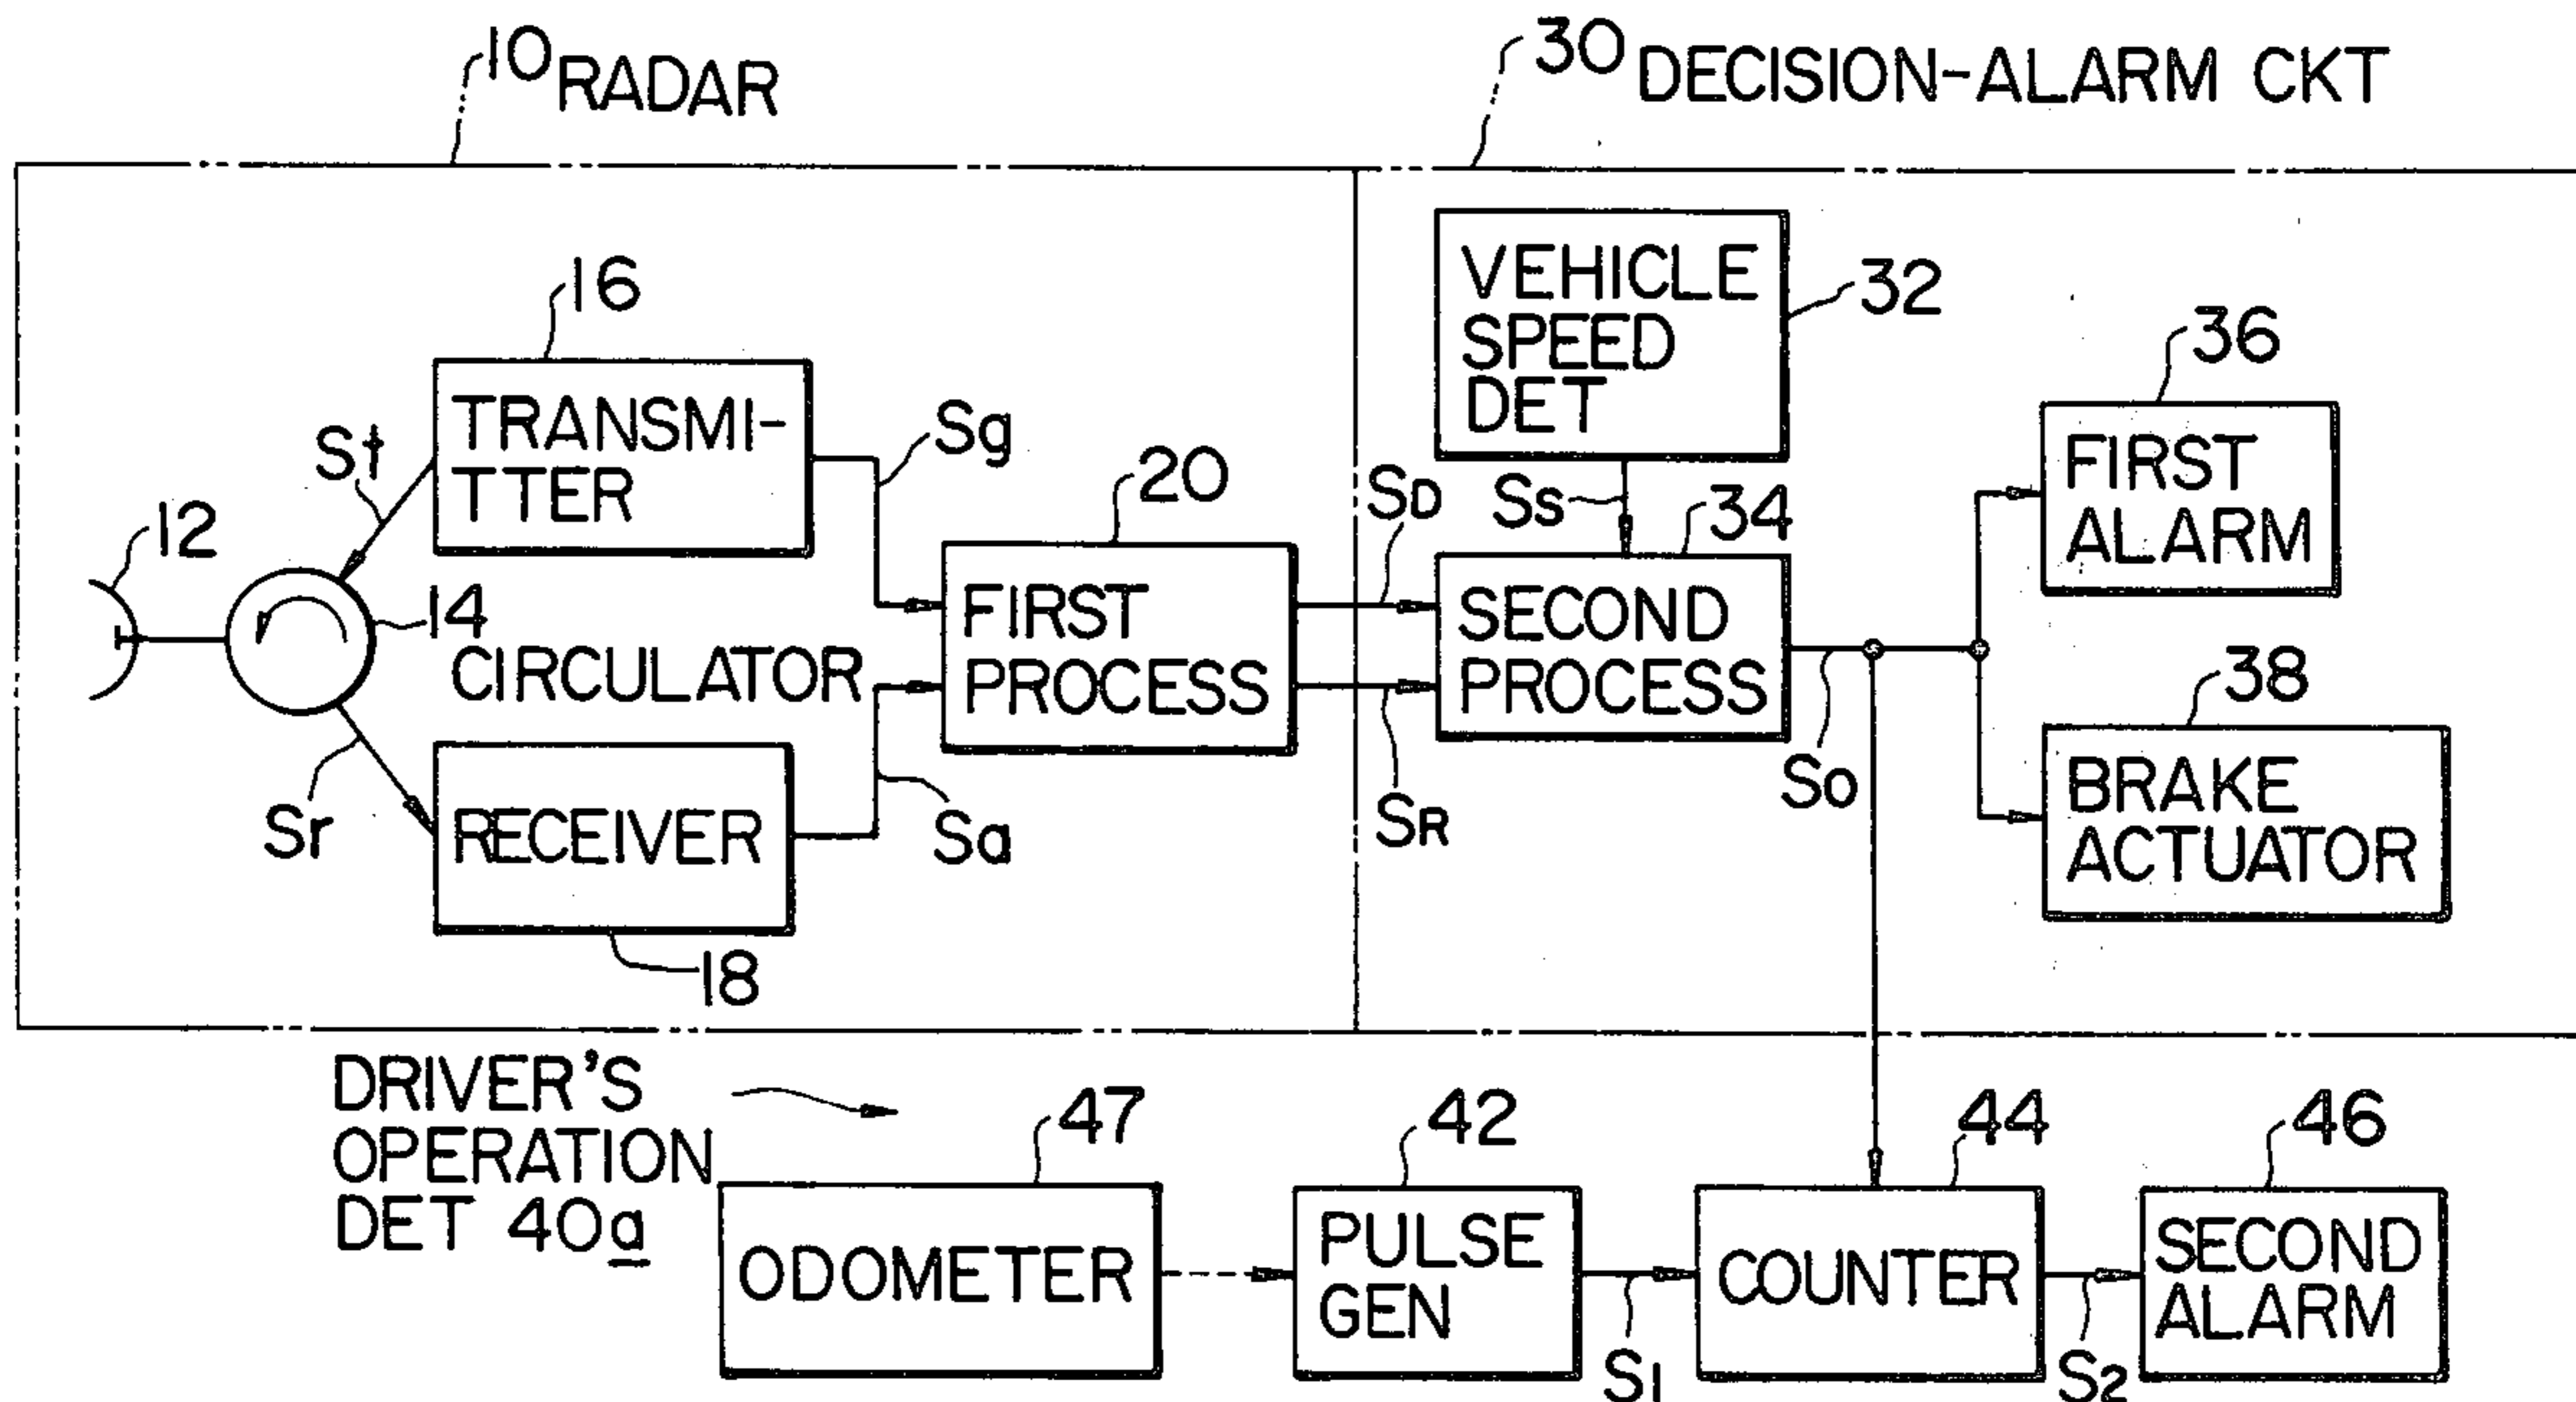 10 RADAR
30 DECISION-ALARM CKT
16
TRANSMI-
TTER
St
Sg
12
14
CIRCULATOR
Sr
RECEIVER
18
Sa
20
FIRST
PROCESS
SD
SR
VEHICLE
SPEED
DET
32
Ss
34
SECOND
PROCESS
So
36
FIRST
ALARM
38
BRAKE
ACTUATOR
DRIVER'S
OPERATION
DET 40a
47
ODOMETER
42
PULSE
GEN
S1
44
COUNTER
S2
46
SECOND
ALARM